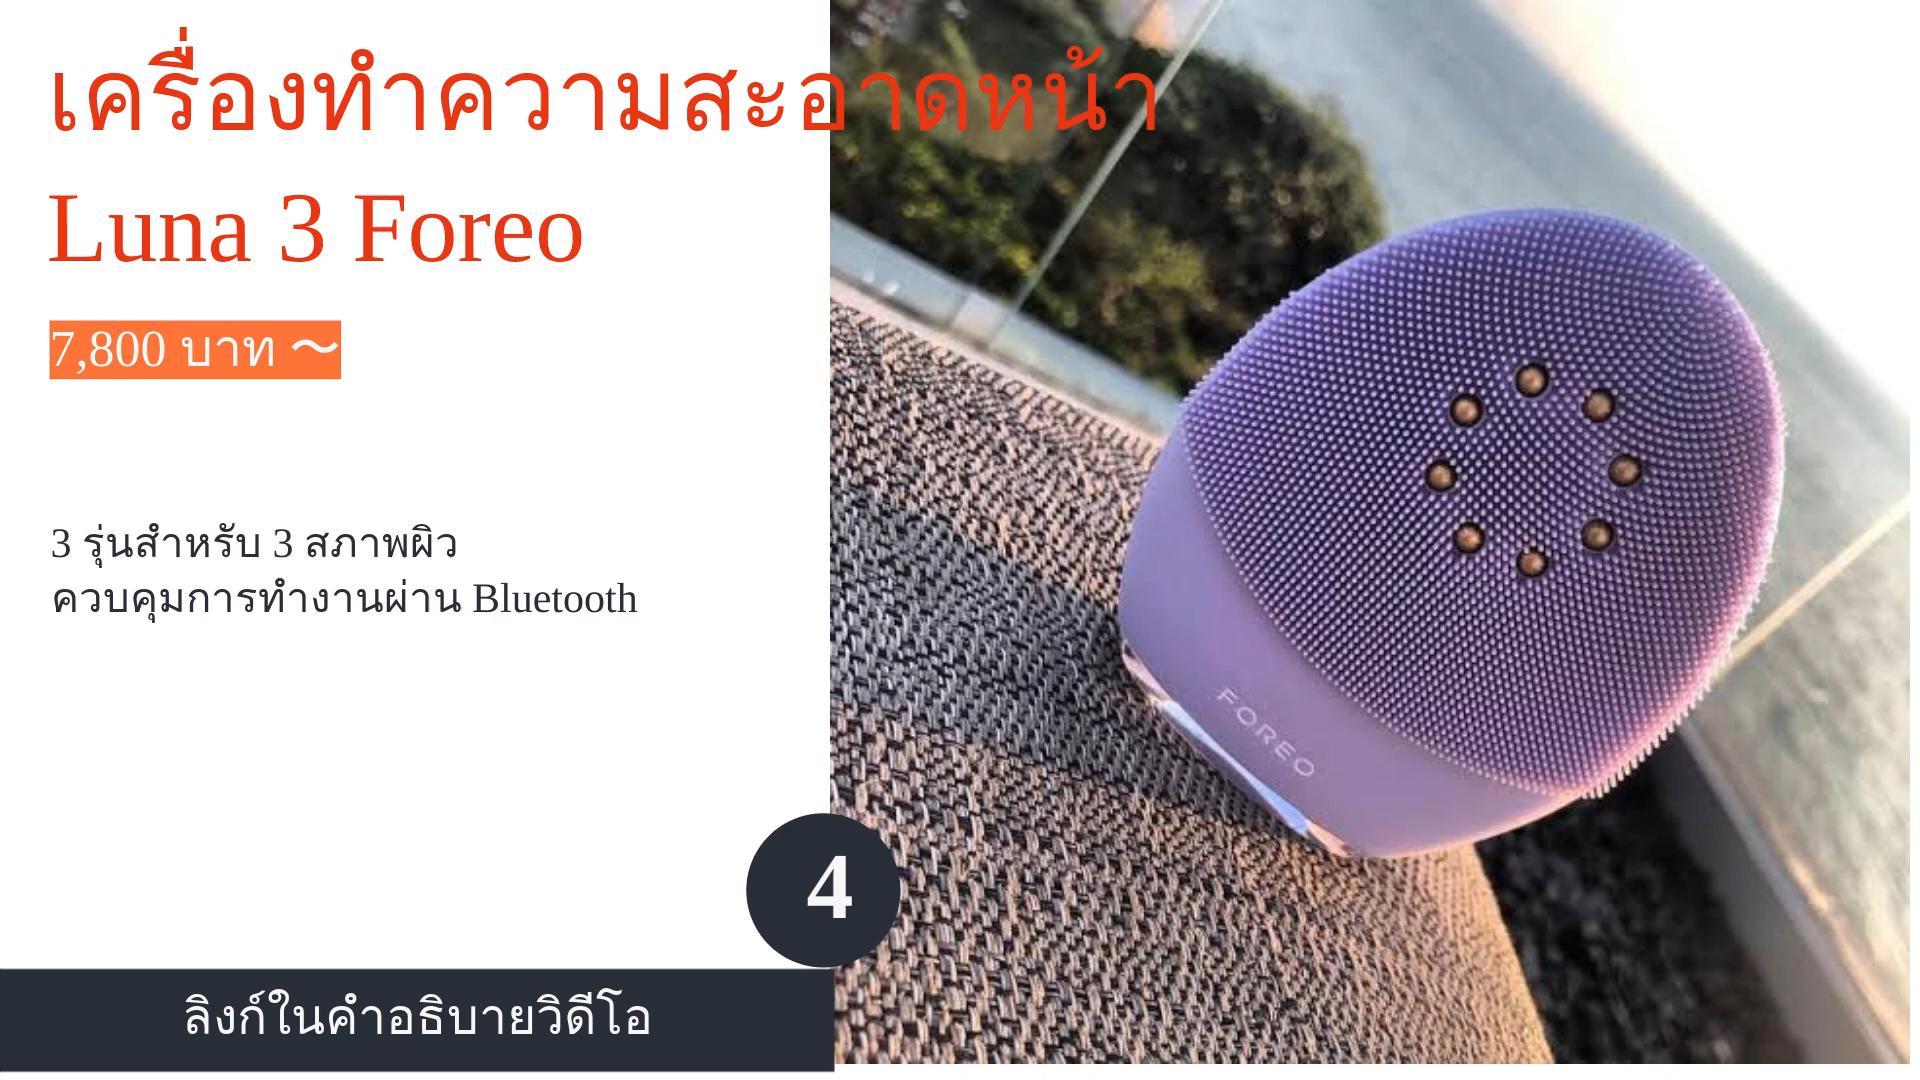 เครื่องทำความสะอาดหน้า
Luna 3 Foreo
7,800 บาท 〜
3 รุ่นสำหรับ 3 สภาพผิว
ควบคุมการทำงานผ่าน Bluetooth
FOREO
4
ลิงก์ในคำอธิบายวิดีโอ